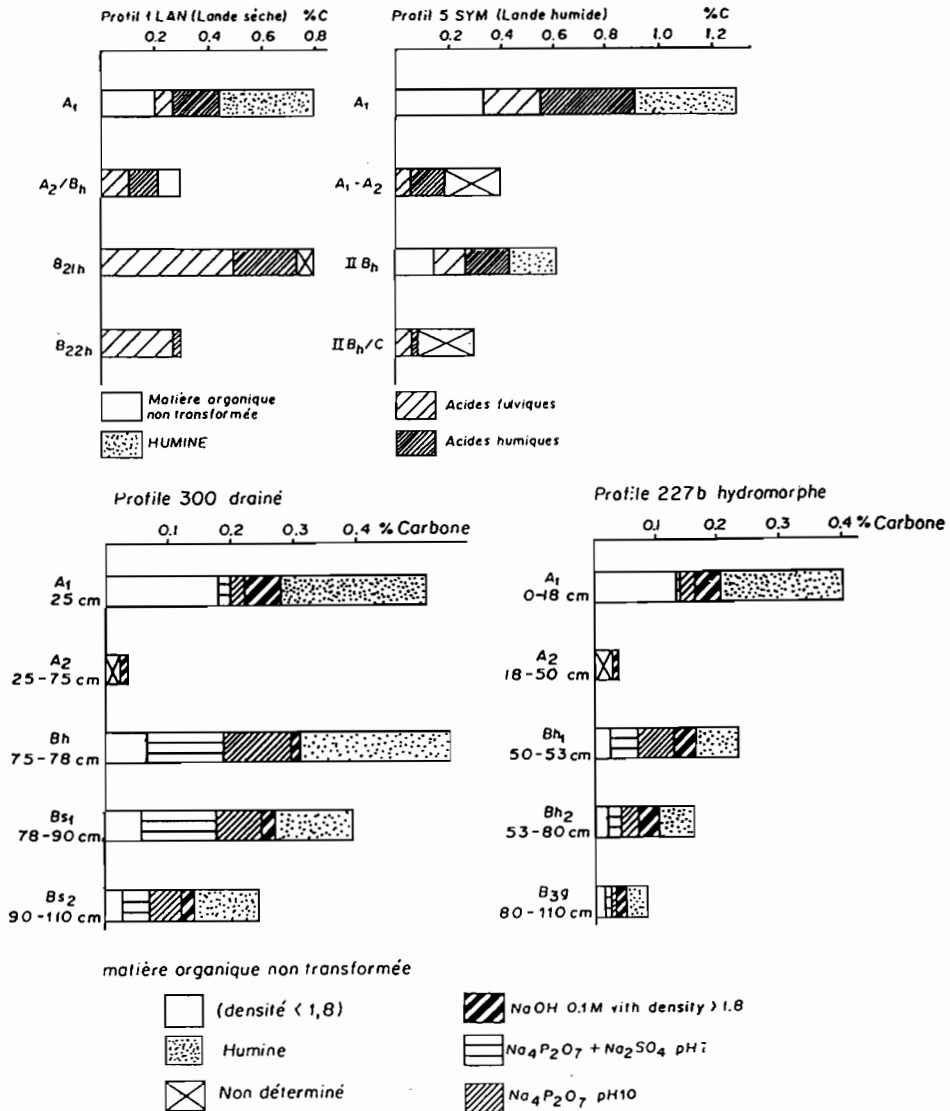 Profil 1 LAN (Lande sèche) %C
0.2 0.4 0.6 0.8
A1
A2/Bh
B21h
B22h
Profil 5 SYM (Lande humide) %C
0.2 0.4 0.6 0.8 1.0 1.2
A1
A1-A2
II Bh
II Bh/C
Matière organique
non transformée
HUMINE
Acides fulviques
Acides humiques
Profile 300 drainé
0.1 0.2 0.3 0.4 % Carbone
A1
25 cm
A2
25-75 cm
Bh
75-78 cm
Bs1
78-90 cm
Bs2
90-110 cm
Profile 227b hydromorphe
0.1 0.2 0.3 0.4 % Carbone
A1
0-18 cm
A2
18-50 cm
Bh1
50-53 cm
Bh2
53-80 cm
B3g
80-110 cm
matière organique non transformée
(densité < 1,8)
Humine
Non déterminé
NaOH 0.1M vith density > 1.8
Na4P2O7 + Na2SO4 pH7
Na4P2O7 pH10